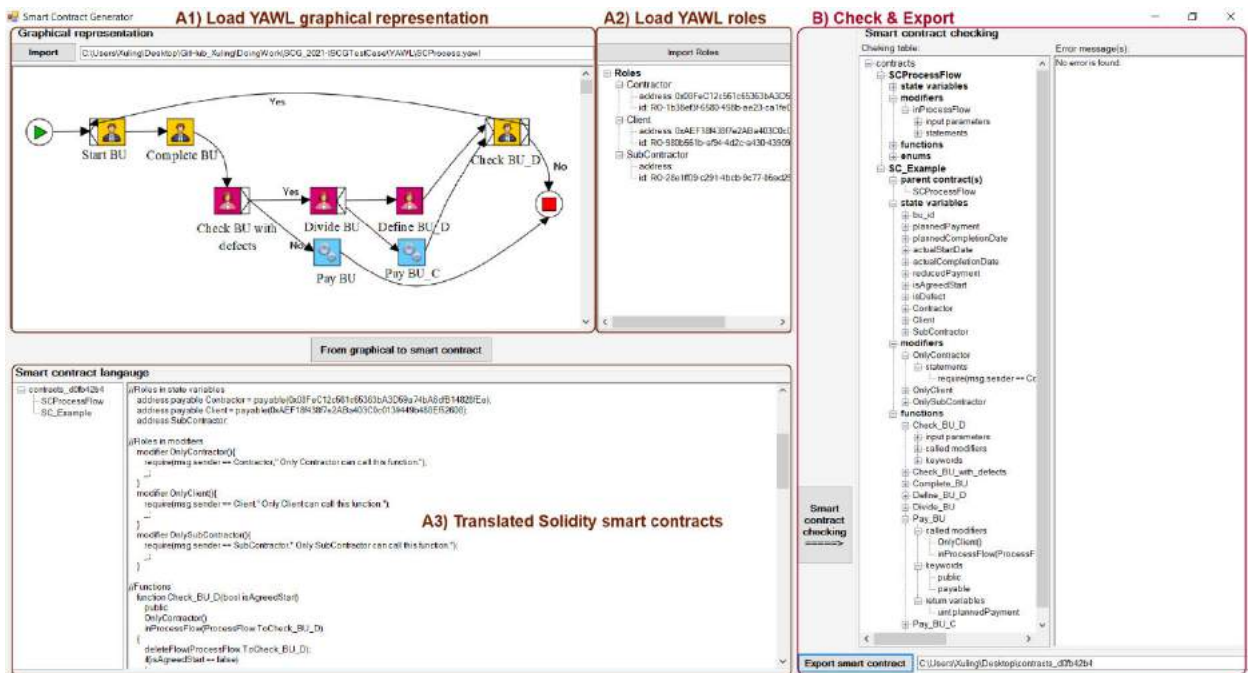 Smart Contract Generator
A1) Load YAWL graphical representation
A2) Load YAWL roles
B) Check & Export
Graphical representation
Import
C:\Users\Xuling\Desktop\GitHub_Xuling\DoingWork\SCG_2021-ISCGTestCase\YAWL\SCProcess.yawl
Yes
Start BU
Complete BU
Check BU_D
No
Yes
Check BU with
defects
Divide BU
Define BU_D
No
Pay BU
Pay BU_C
Import Roles
Roles
Contractor
address:
id:
Client
address:
id:
SubContractor
address:
id:
From graphical to smart contract
Smart contract langauge
contracts_d0fb42b4
SCProcessFlow
SC_Example
//Roles in state variables
address payable Contractor =
address payable Client =
address SubContractor;
//Roles in modifiers
modifier OnlyContractor(){
require(msg.sender == Contractor," Only Contractor can call this function.");
_;
}
modifier OnlyClient(){
require(msg.sender == Client," Only Client can call this function.");
_;
}
modifier OnlySubContractor(){
require(msg.sender == SubContractor," Only SubContractor can call this function.");
_;
}
//Functions
function Check_BU_D(bool isAgreedStart)
public
OnlyContractor()
inProcessFlow(ProcessFlow.ToCheck_BU_D)
{
deleteFlow(ProcessFlow.ToCheck_BU_D);
if(isAgreedStart == false)
A3) Translated Solidity smart contracts
Smart
contract
checking
=====>
Smart contract checking
Cheking table:
Error message(s):
No error is found.
contracts
SCProcessFlow
state variables
modifiers
inProcessFlow
input parameters
statements
functions
enums
SC_Example
parent contract(s)
SCProcessFlow
state variables
bu_id
plannedPayment
plannedCompletionDate
actualStartDate
actualCompletionDate
reducedPayment
isAgreedStart
isDefect
Contractor
Client
SubContractor
modifiers
OnlyContractor
statements
require(msg.sender == Cr
OnlyClient
OnlySubContractor
functions
Check_BU_D
input parameters
called modifiers
keywords
Check_BU_with_defects
Complete_BU
Define_BU_D
Divide_BU
Pay_BU
called modifiers
OnlyClient()
inProcessFlow(ProcessF
keywords
public
payable
return variables
uint plannedPayment
Pay_BU_C
Export smart contract
C:\Users\Xuling\Desktop\contracts_d0fb42b4